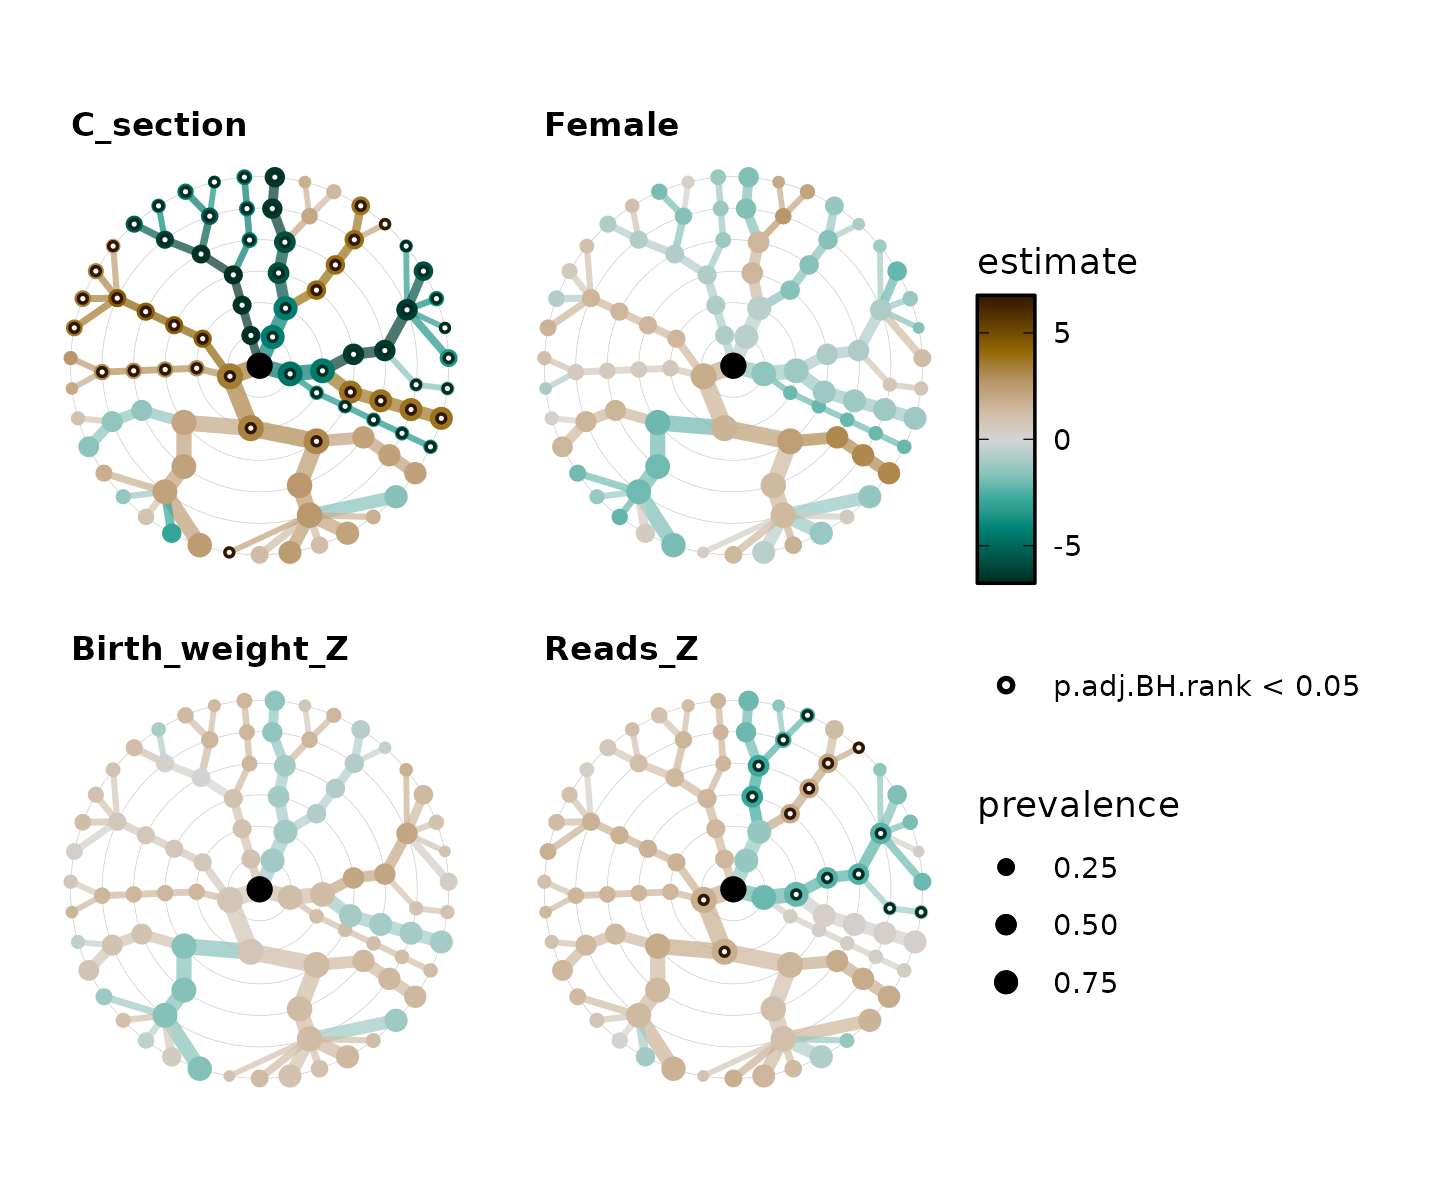 C_section
Female
estimate
5
0
-5
Birth_weight_Z
Reads_Z
p.adj.BH.rank < 0.05
prevalence
0.25
0.50
0.75